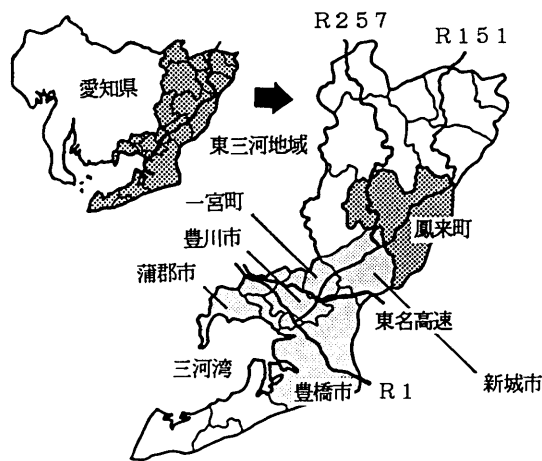 R257
R151
愛知県
東三河地域
一宮町
鳳来町
豊川市
蒲郡市
東名高速
三河湾
新城市
豊橋市
R1